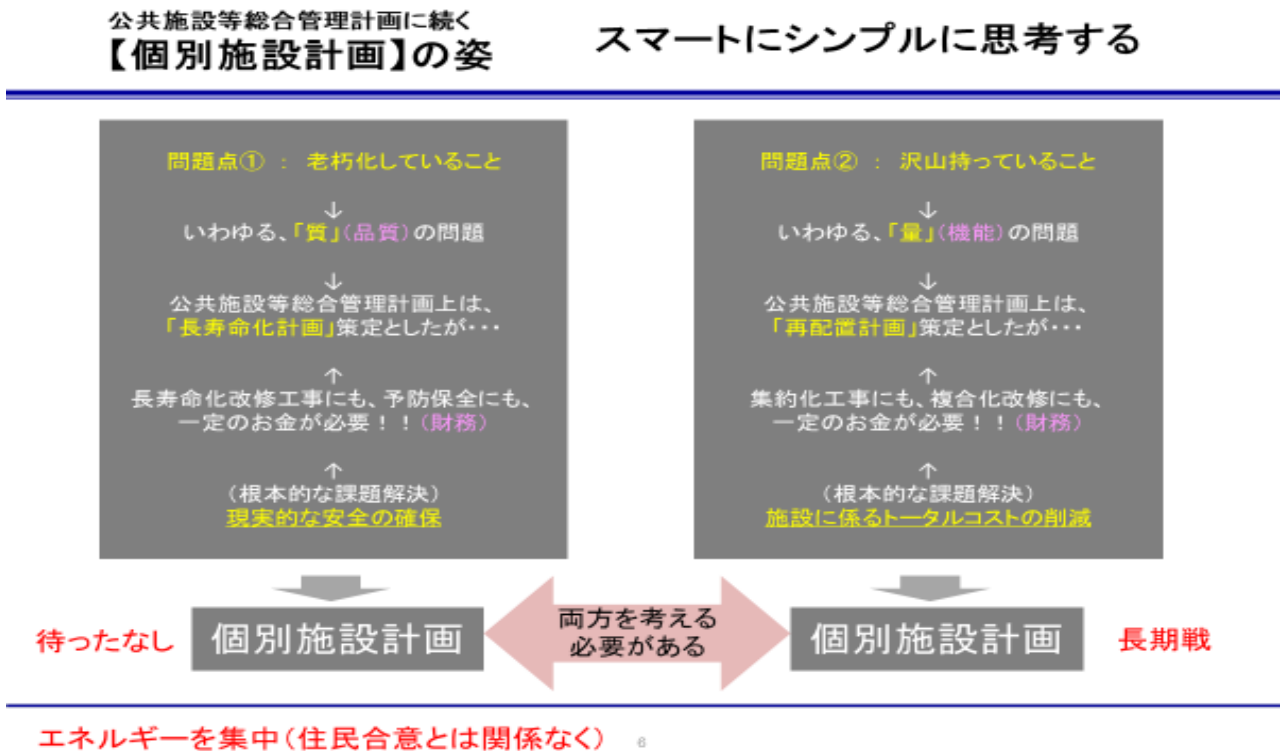 公共施設等総合管理計画に続く
【個別施設計画】の姿
スマートにシンプルに思考する
問題点① ： 老朽化していること
↓
いわゆる、「質」(品質)の問題
↓
公共施設等総合管理計画上は、
「長寿命化計画」策定としたが･･･
↑
長寿命化改修工事にも、予防保全にも、
一定のお金が必要！！(財務)
↑
(根本的な課題解決)
現実的な安全の確保
個別施設計画
待ったなし
問題点② ： 沢山持っていること
↓
いわゆる、「量」(機能)の問題
↓
公共施設等総合管理計画上は、
「再配置計画」策定としたが･･･
↑
集約化工事にも、複合化改修にも、
一定のお金が必要！！(財務)
↑
(根本的な課題解決)
施設に係るトータルコストの削減
個別施設計画
長期戦
両方を考える
必要がある
エネルギーを集中(住民合意とは関係なく)
6